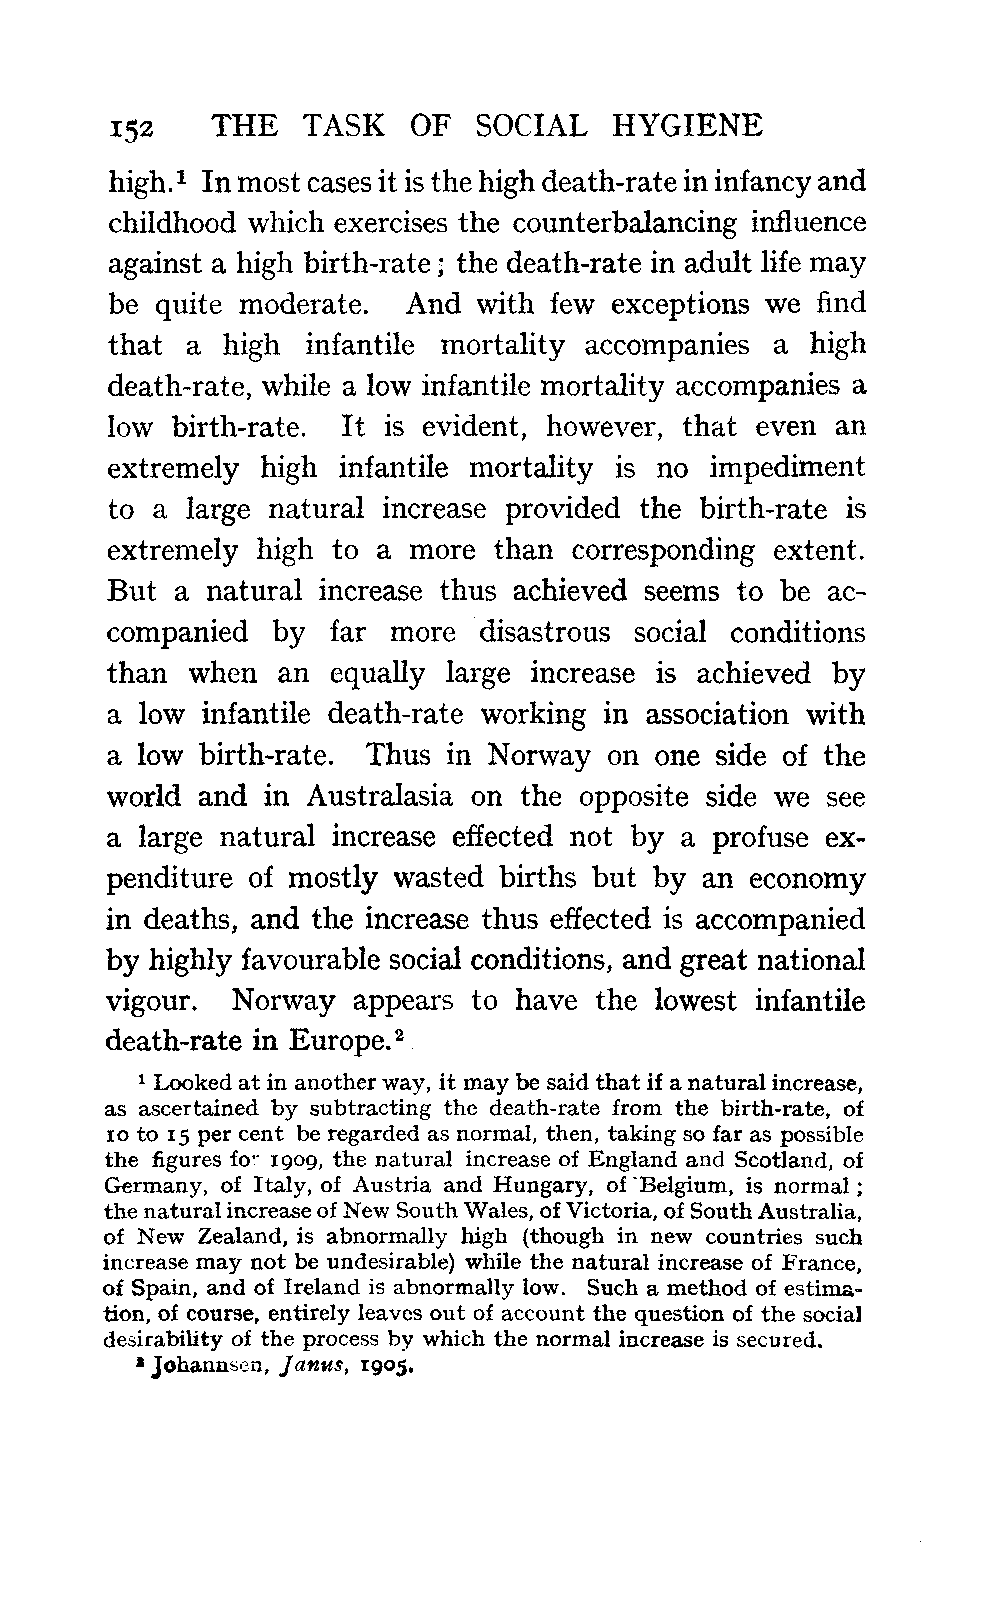 152 THE TASK OF SOCIAL HYGIENE
high.¹ In most cases it is the high death-rate in infancy and
childhood which exercises the counterbalancing influence
against a high birth-rate ; the death-rate in adult life may
be quite moderate. And with few exceptions we find
that a high infantile mortality accompanies a high
death-rate, while a low infantile mortality accompanies a
low birth-rate. It is evident, however, that even an
extremely high infantile mortality is no impediment
to a large natural increase provided the birth-rate is
extremely high to a more than corresponding extent.
But a natural increase thus achieved seems to be ac-
companied by far more disastrous social conditions
than when an equally large increase is achieved by
a low infantile death-rate working in association with
a low birth-rate. Thus in Norway on one side of the
world and in Australasia on the opposite side we see
a large natural increase effected not by a profuse ex-
penditure of mostly wasted births but by an economy
in deaths, and the increase thus effected is accompanied
by highly favourable social conditions, and great national
vigour. Norway appears to have the lowest infantile
death-rate in Europe.²
¹ Looked at in another way, it may be said that if a natural increase,
as ascertained by subtracting the death-rate from the birth-rate, of
10 to 15 per cent be regarded as normal, then, taking so far as possible
the figures for 1909, the natural increase of England and Scotland, of
Germany, of Italy, of Austria and Hungary, of Belgium, is normal ;
the natural increase of New South Wales, of Victoria, of South Australia,
of New Zealand, is abnormally high (though in new countries such
increase may not be undesirable) while the natural increase of France,
of Spain, and of Ireland is abnormally low. Such a method of estima-
tion, of course, entirely leaves out of account the question of the social
desirability of the process by which the normal increase is secured.
² Johannsen, Janus, 1905.